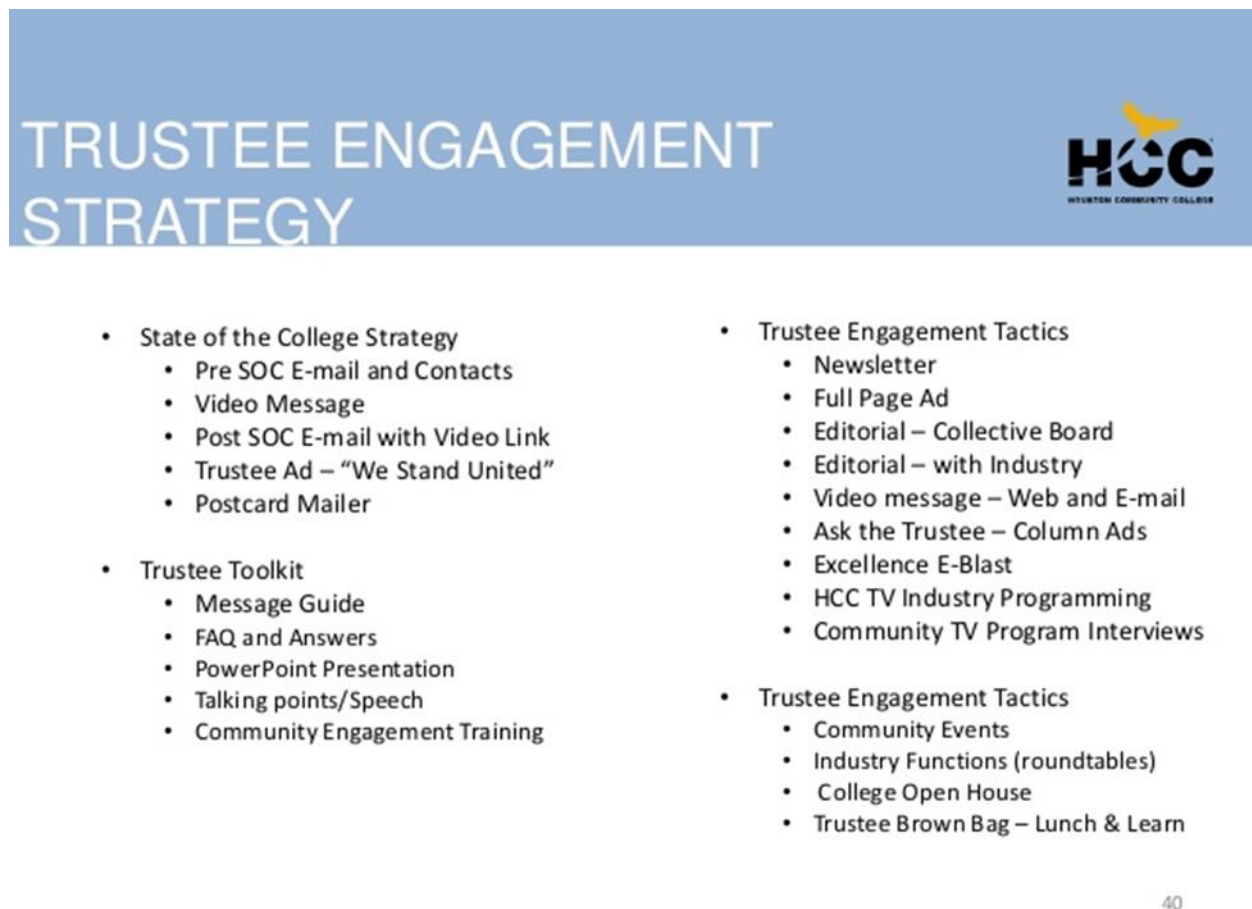 TRUSTEE ENGAGEMENT
STRATEGY
HCC
HOUSTON COMMUNITY COLLEGE
• State of the College Strategy
• Pre SOC E-mail and Contacts
• Video Message
• Post SOC E-mail with Video Link
• Trustee Ad – “We Stand United”
• Postcard Mailer
• Trustee Toolkit
• Message Guide
• FAQ and Answers
• PowerPoint Presentation
• Talking points/Speech
• Community Engagement Training
• Trustee Engagement Tactics
• Newsletter
• Full Page Ad
• Editorial – Collective Board
• Editorial – with Industry
• Video message – Web and E-mail
• Ask the Trustee – Column Ads
• Excellence E-Blast
• HCC TV Industry Programming
• Community TV Program Interviews
• Trustee Engagement Tactics
• Community Events
• Industry Functions (roundtables)
• College Open House
• Trustee Brown Bag – Lunch & Learn
40